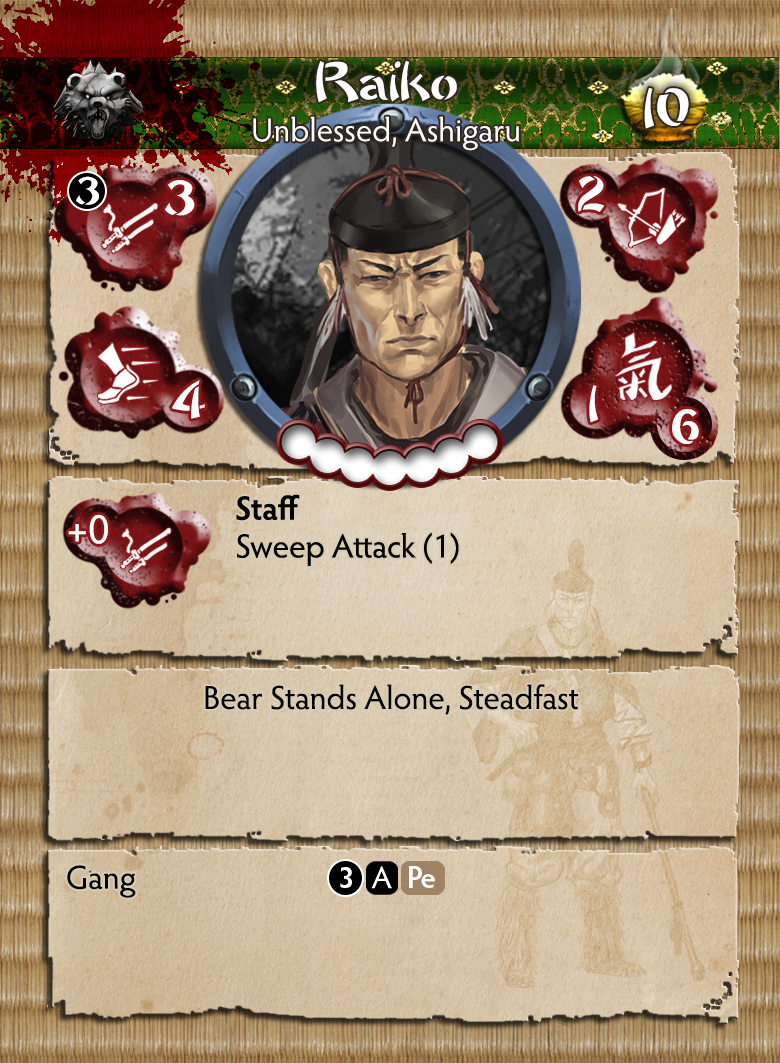 Raiko
10
Unblessed, Ashigaru
3 3
2
4
氣
1 6
+0
Staff
Sweep Attack (1)
Bear Stands Alone, Steadfast
Gang 3 A Pe